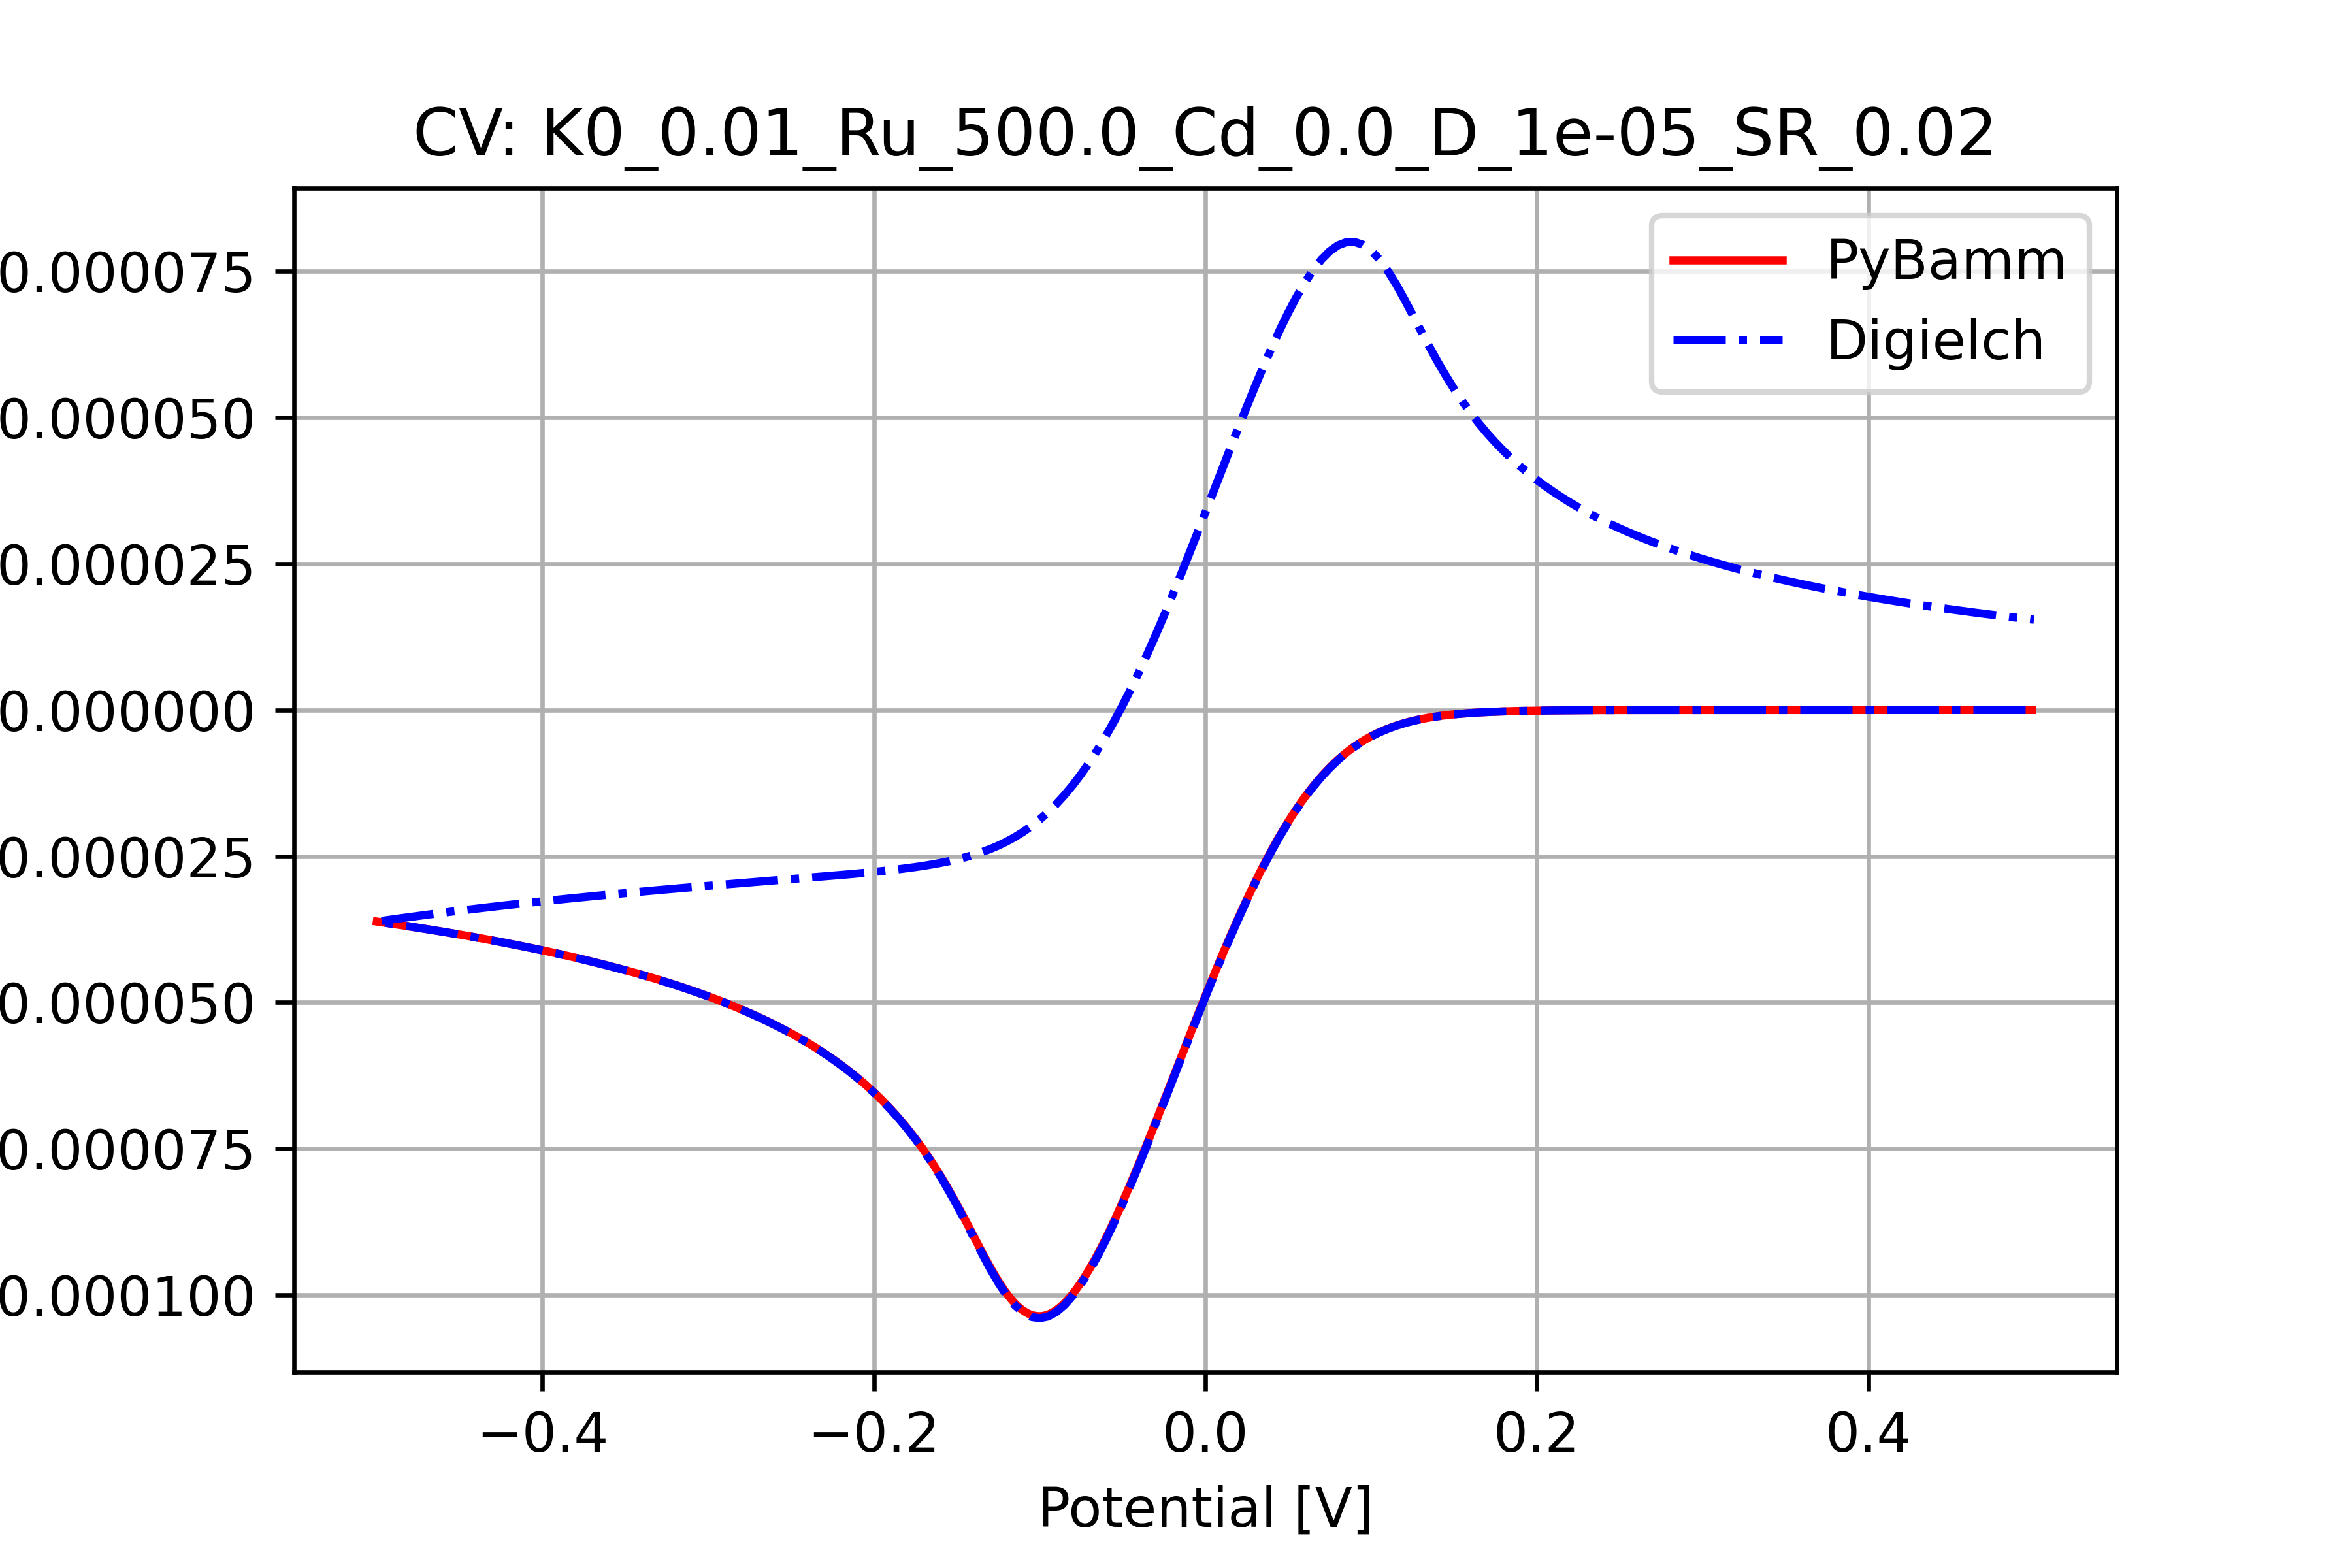 CV: K0_0.01_Ru_500.0_Cd_0.0_D_1e-05_SR_0.02
PyBamm
Digielch
0.000075
0.000050
0.000025
0.000000
0.000025
0.000050
0.000075
0.000100
−0.4 −0.2 0.0 0.2 0.4
Potential [V]